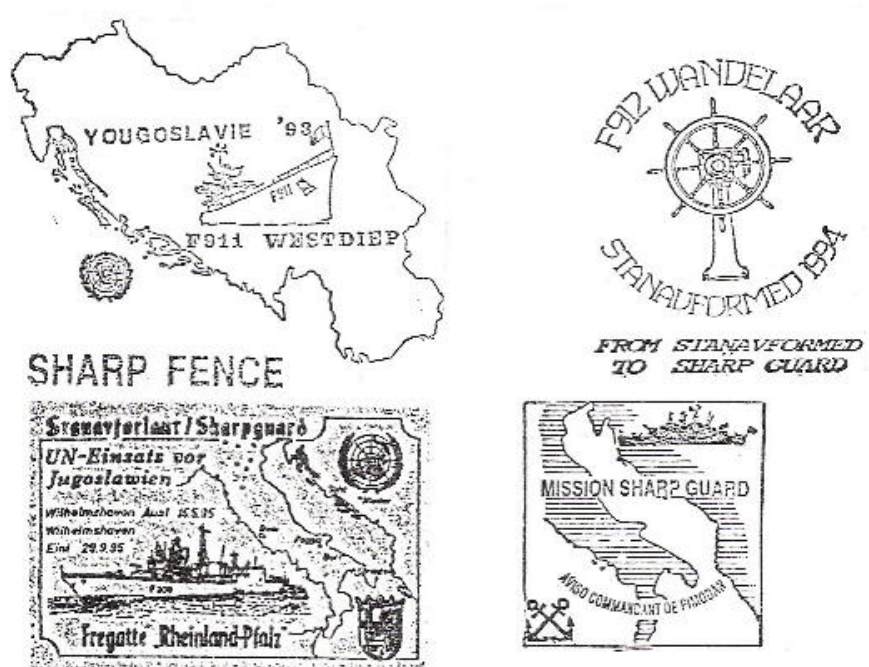 YOUGOSLAVIE '93
F911
F911 WESTDIEP
SHARP FENCE
F912 WANDELAAR
STANAVFORMED 1994
FROM STANAVFORMED
TO SHARP GUARD
Stanavforlant / Sharpguard
UN-Einsatz vor
Jugoslawien
Wilhelmshaven Ausl 15.5.95
Wilhelmshaven
Einl 29.9.95
Fregatte "Rheinland-Pfalz"
MISSION SHARP GUARD
AVISO COMMANDANT DE PIMODAN